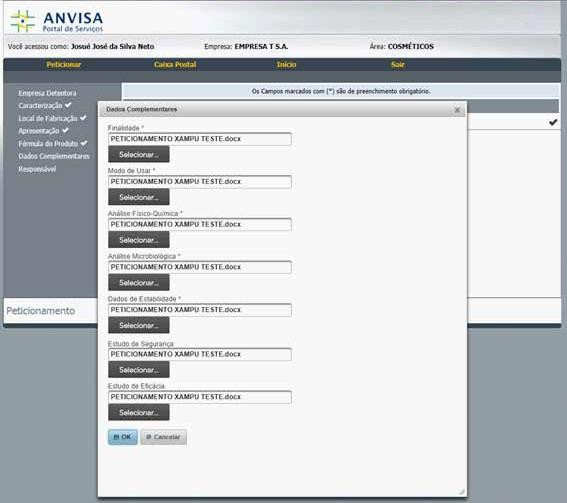 ANVISA
Portal de Serviços
Você acessou como: Josué José da Silva Neto Empresa: EMPRESA T S.A. Área: COSMÉTICOS
Peticionar Caixa Postal Início Sair
Empresa Detentora
Caracterização
Local de Fabricação
Apresentação
Fórmula do Produto
Dados Complementares
Responsável
Os Campos marcados com (*) são de preenchimento obrigatório.
Dados Complementares
Finalidade *
PETICIONAMENTO XAMPU TESTE.docx
Selecionar...
Modo de Usar *
PETICIONAMENTO XAMPU TESTE.docx
Selecionar...
Análise Físico-Química *
PETICIONAMENTO XAMPU TESTE.docx
Selecionar...
Análise Microbiológica *
PETICIONAMENTO XAMPU TESTE.docx
Selecionar...
Dados de Estabilidade *
PETICIONAMENTO XAMPU TESTE.docx
Selecionar...
Estudo de Segurança
PETICIONAMENTO XAMPU TESTE.docx
Selecionar...
Estudo de Eficácia
PETICIONAMENTO XAMPU TESTE.docx
Selecionar...
OK Cancelar
Peticionamento